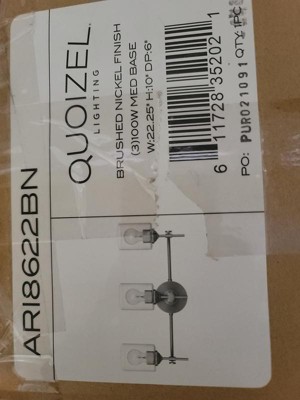 ARI8622BN
QUOIZEL
LIGHTING
BRUSHED NICKEL FINISH
(3)100W MED BASE
W:22.25" H:10" DP:6"
6 11728 35202 1
PO: PUR021091 QTY: 1PC